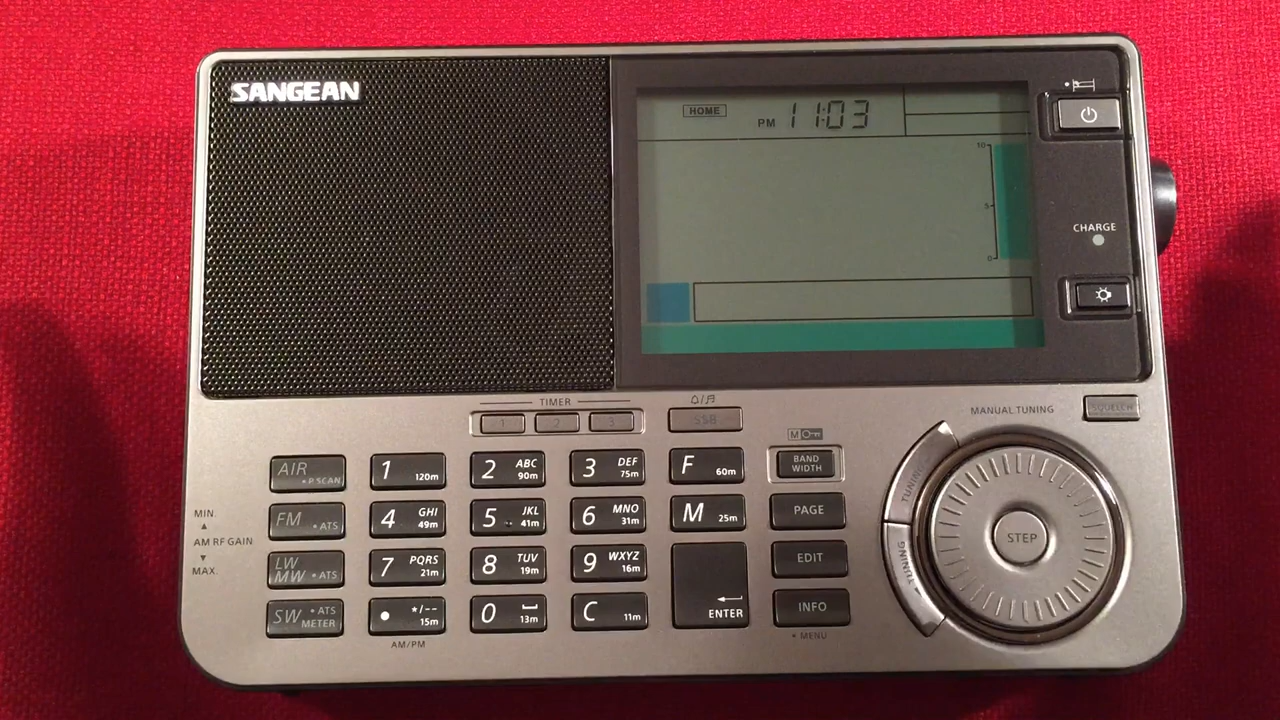 SANGEAN
HOME
PM 11:03
10
5
0
CHARGE
TIMER
1 2 3
SSB
MANUAL TUNING
SQUELCH
M
BAND WIDTH
AIR • P SCAN
1 120m
2 ABC 90m
3 DEF 75m
F 60m
FM • ATS
4 GHI 49m
5 JKL 41m
6 MNO 31m
M 25m
PAGE
MIN.
AM RF GAIN
MAX.
LW MW • ATS
7 PQRS 21m
8 TUV 19m
9 WXYZ 16m
ENTER
EDIT
SW • ATS METER
• */-- 15m
0 13m
C 11m
INFO
AM/PM
• MENU
TUNING
TUNING
STEP